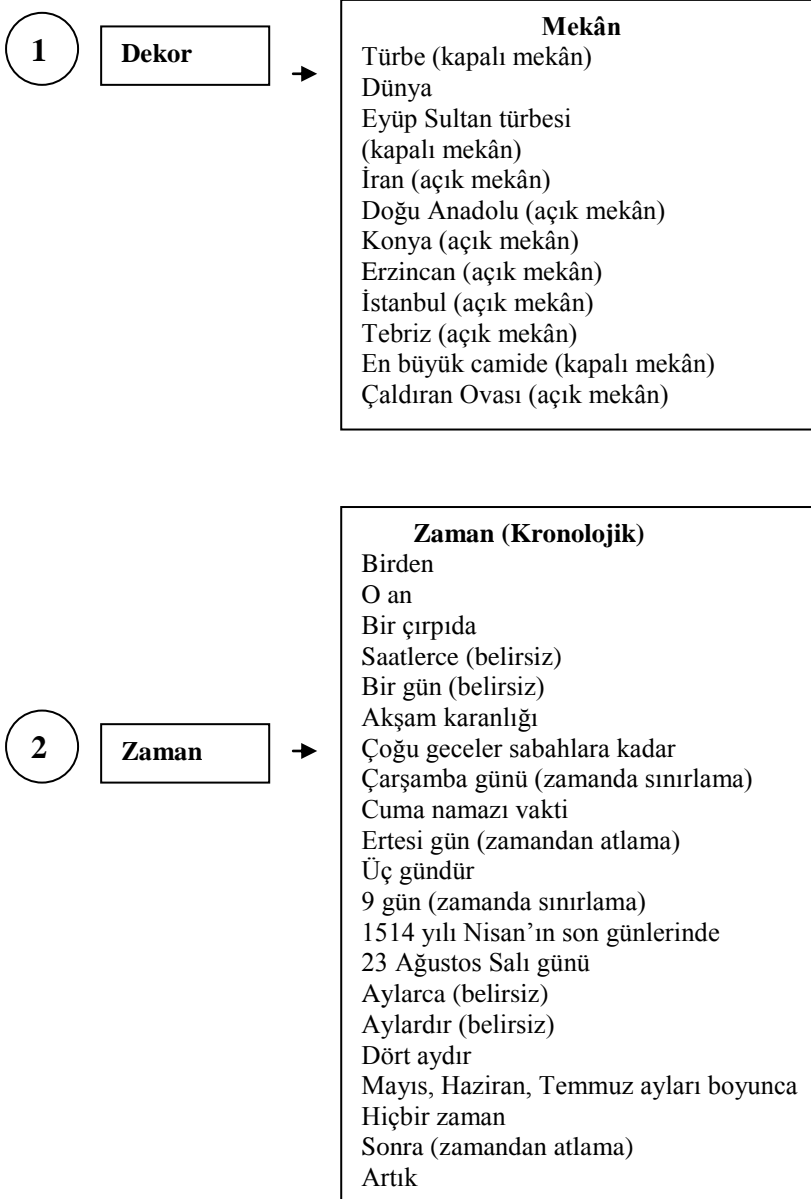 1
Dekor
Mekân
Türbe (kapalı mekân)
Dünya
Eyüp Sultan türbesi
(kapalı mekân)
İran (açık mekân)
Doğu Anadolu (açık mekân)
Konya (açık mekân)
Erzincan (açık mekân)
İstanbul (açık mekân)
Tebriz (açık mekân)
En büyük camide (kapalı mekân)
Çaldıran Ovası (açık mekân)
2
Zaman
Zaman (Kronolojik)
Birden
O an
Bir çırpıda
Saatlerce (belirsiz)
Bir gün (belirsiz)
Akşam karanlığı
Çoğu geceler sabahlara kadar
Çarşamba günü (zamanda sınırlama)
Cuma namazı vakti
Ertesi gün (zamandan atlama)
Üç gündür
9 gün (zamanda sınırlama)
1514 yılı Nisan’ın son günlerinde
23 Ağustos Salı günü
Aylarca (belirsiz)
Aylardır (belirsiz)
Dört aydır
Mayıs, Haziran, Temmuz ayları boyunca
Hiçbir zaman
Sonra (zamandan atlama)
Artık